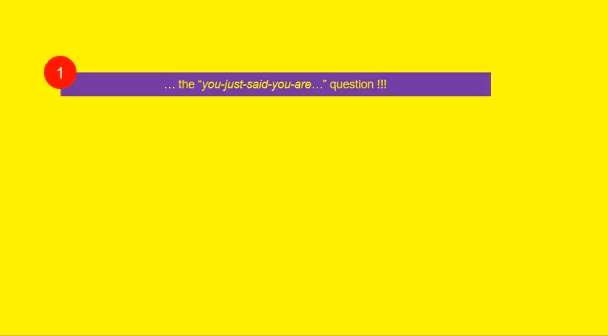 1
… the “you-just-said-you-are…” question !!!